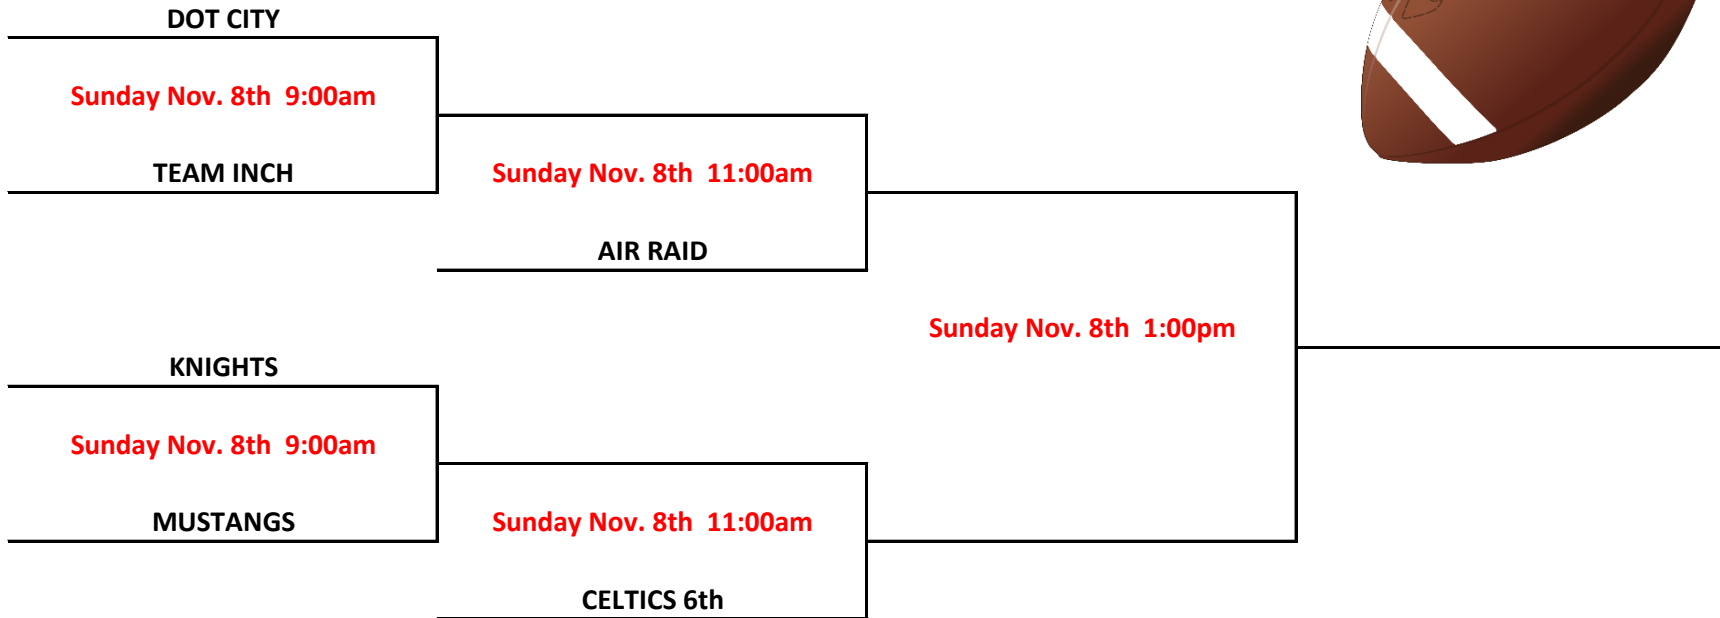 DOT CITY
Sunday Nov. 8th  9:00am
TEAM INCH
Sunday Nov. 8th  11:00am
AIR RAID
Sunday Nov. 8th  1:00pm
KNIGHTS
Sunday Nov. 8th  9:00am
MUSTANGS
Sunday Nov. 8th  11:00am
CELTICS 6th